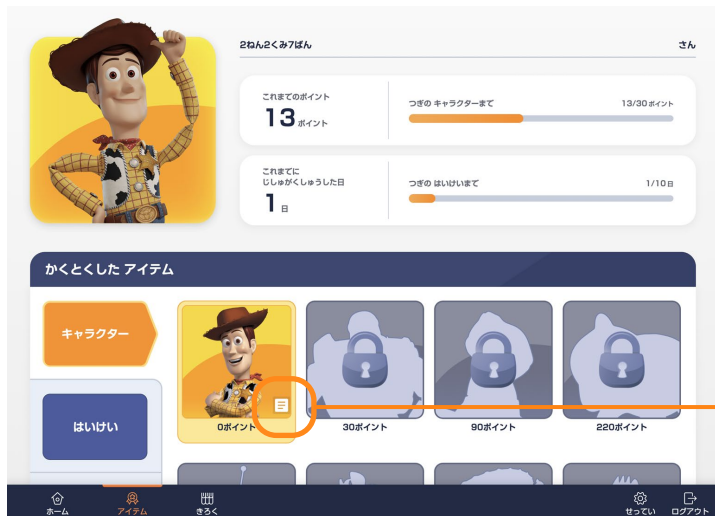 2ねん2くみ7ばん さん
これまでのポイント
13 ポイント
つぎの キャラクターまで 13/30 ポイント
これまでに
じしゅがくしゅうした日
1 日
つぎの はいけいまで 1/10 日
かくとくした アイテム
キャラクター
はいけい
0ポイント 30ポイント 90ポイント 220ポイント
ホーム アイテム きろく せってい ログアウト